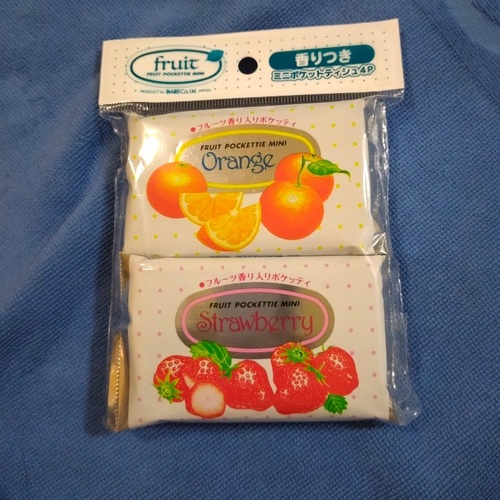 fruit
FRUIT POCKETTIE MINI
香りつき
ミニポケットティシュ4P
●フルーツ香り入りポケッティ
FRUIT POCKETTIE MINI
Orange
●フルーツ香り入りポケッティ
FRUIT POCKETTIE MINI
Strawberry